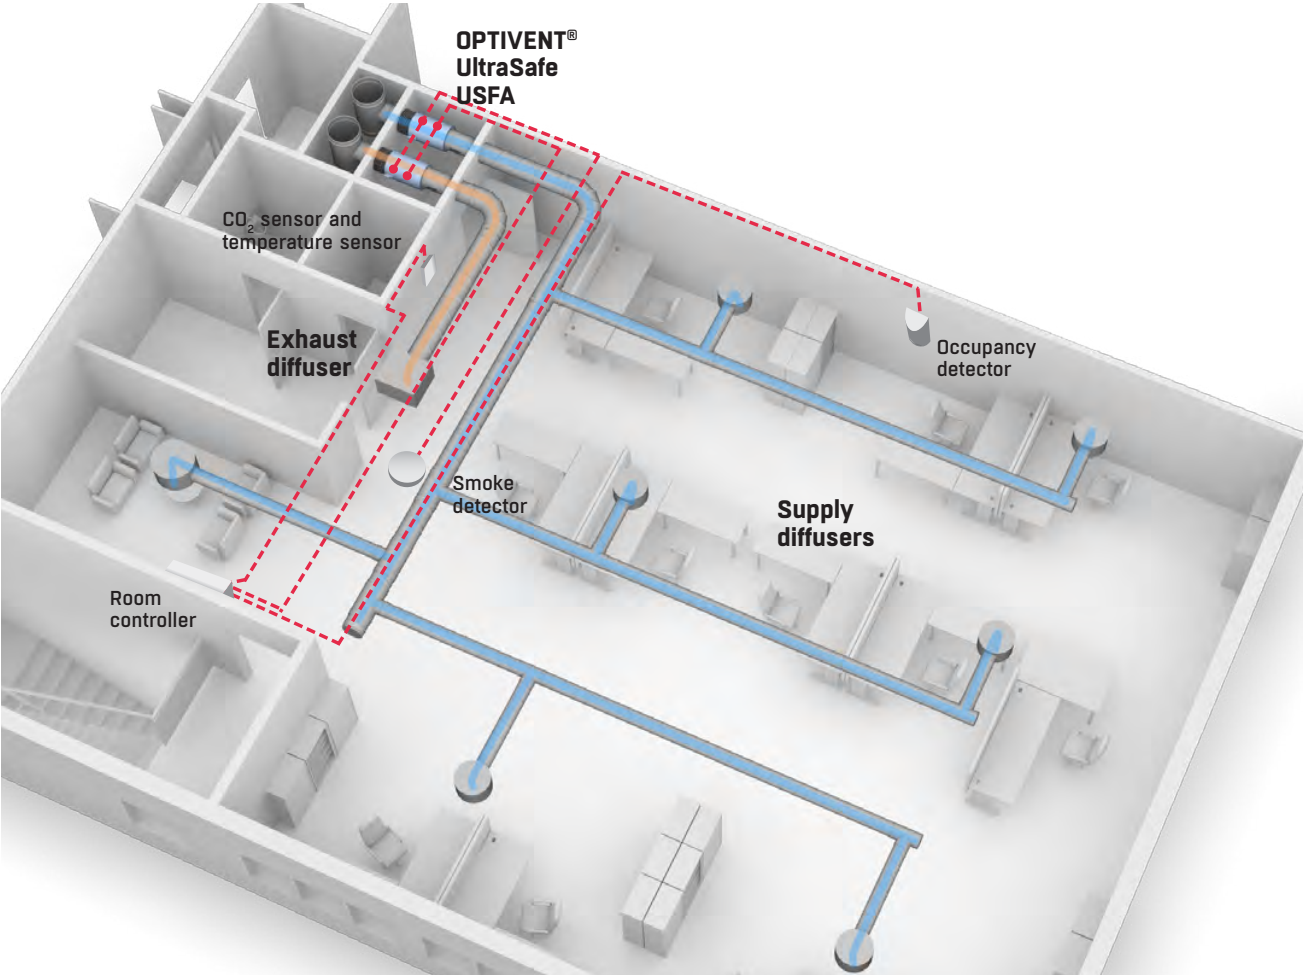 OPTIVENT®
UltraSafe
USFA
CO₂ sensor and
temperature sensor
Exhaust
diffuser
Occupancy
detector
Smoke
detector
Supply
diffusers
Room
controller